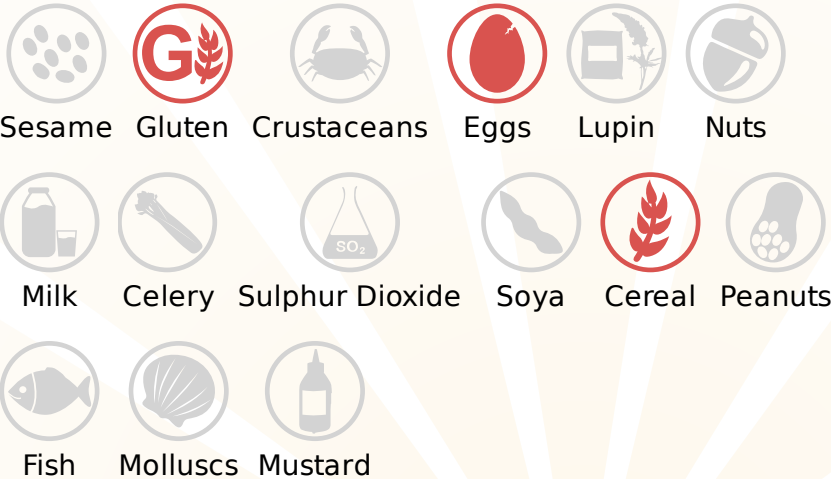 G
Sesame Gluten Crustaceans Eggs Lupin Nuts
SO₂
Milk Celery Sulphur Dioxide Soya Cereal Peanuts
Fish Molluscs Mustard